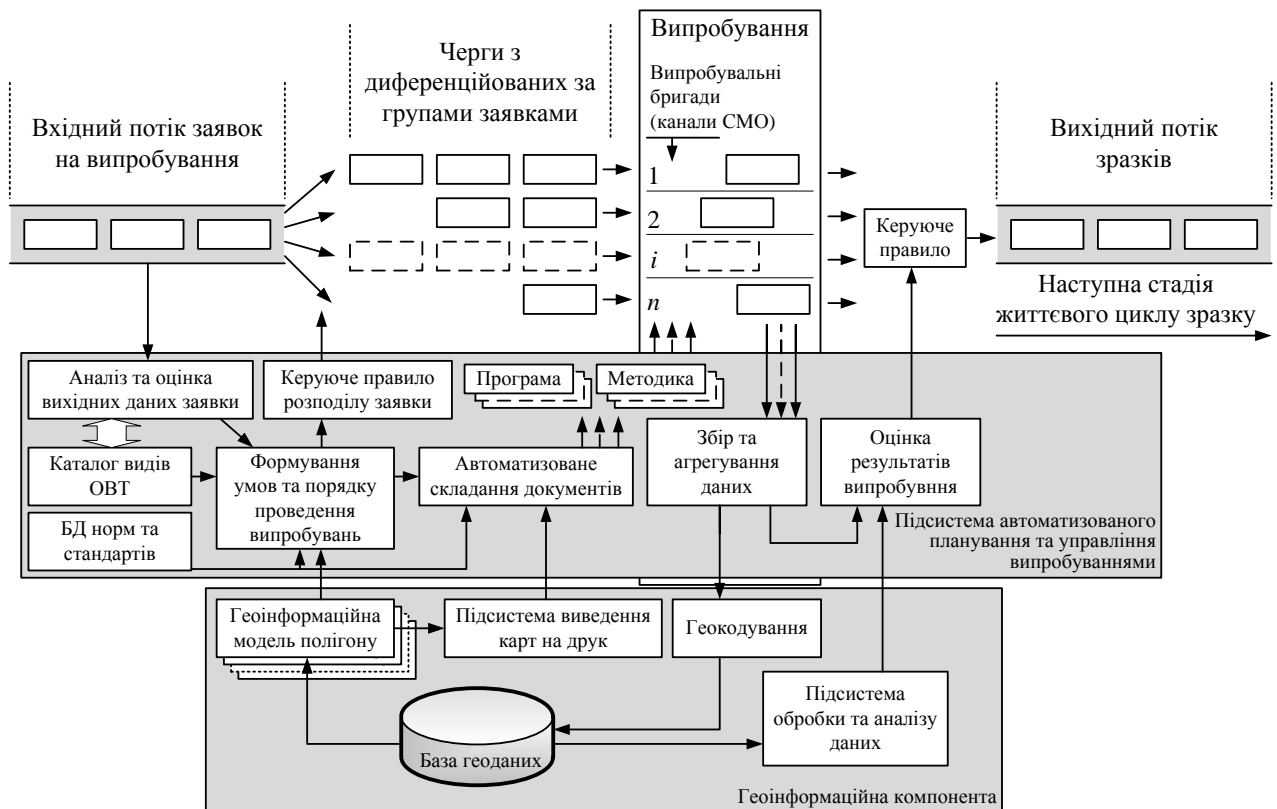 Вхідний потік заявок
на випробування
Черги з
диференційованих за
групами заявками
Випробування
Випробувальні
бригади
(канали СМО)
1
2
i
n
Керуюче
правило
Вихідний потік
зразків
Наступна стадія
життєвого циклу зразку
Аналіз та оцінка
вихідних даних заявки
Керуюче правило
розподілу заявки
Програма
Методика
Каталог видів
ОВТ
Формування
умов та порядку
проведення
випробувань
Автоматизоване
складання документів
Збір та
агрегування
даних
Оцінка
результатів
випробувння
БД норм та
стандартів
Підсистема автоматизованого
планування та управління
випробуваннями
Геоінформаційна
модель полігону
Підсистема виведення
карт на друк
Геокодування
Підсистема
обробки та аналізу
даних
База геоданих
Геоінформаційна компонента